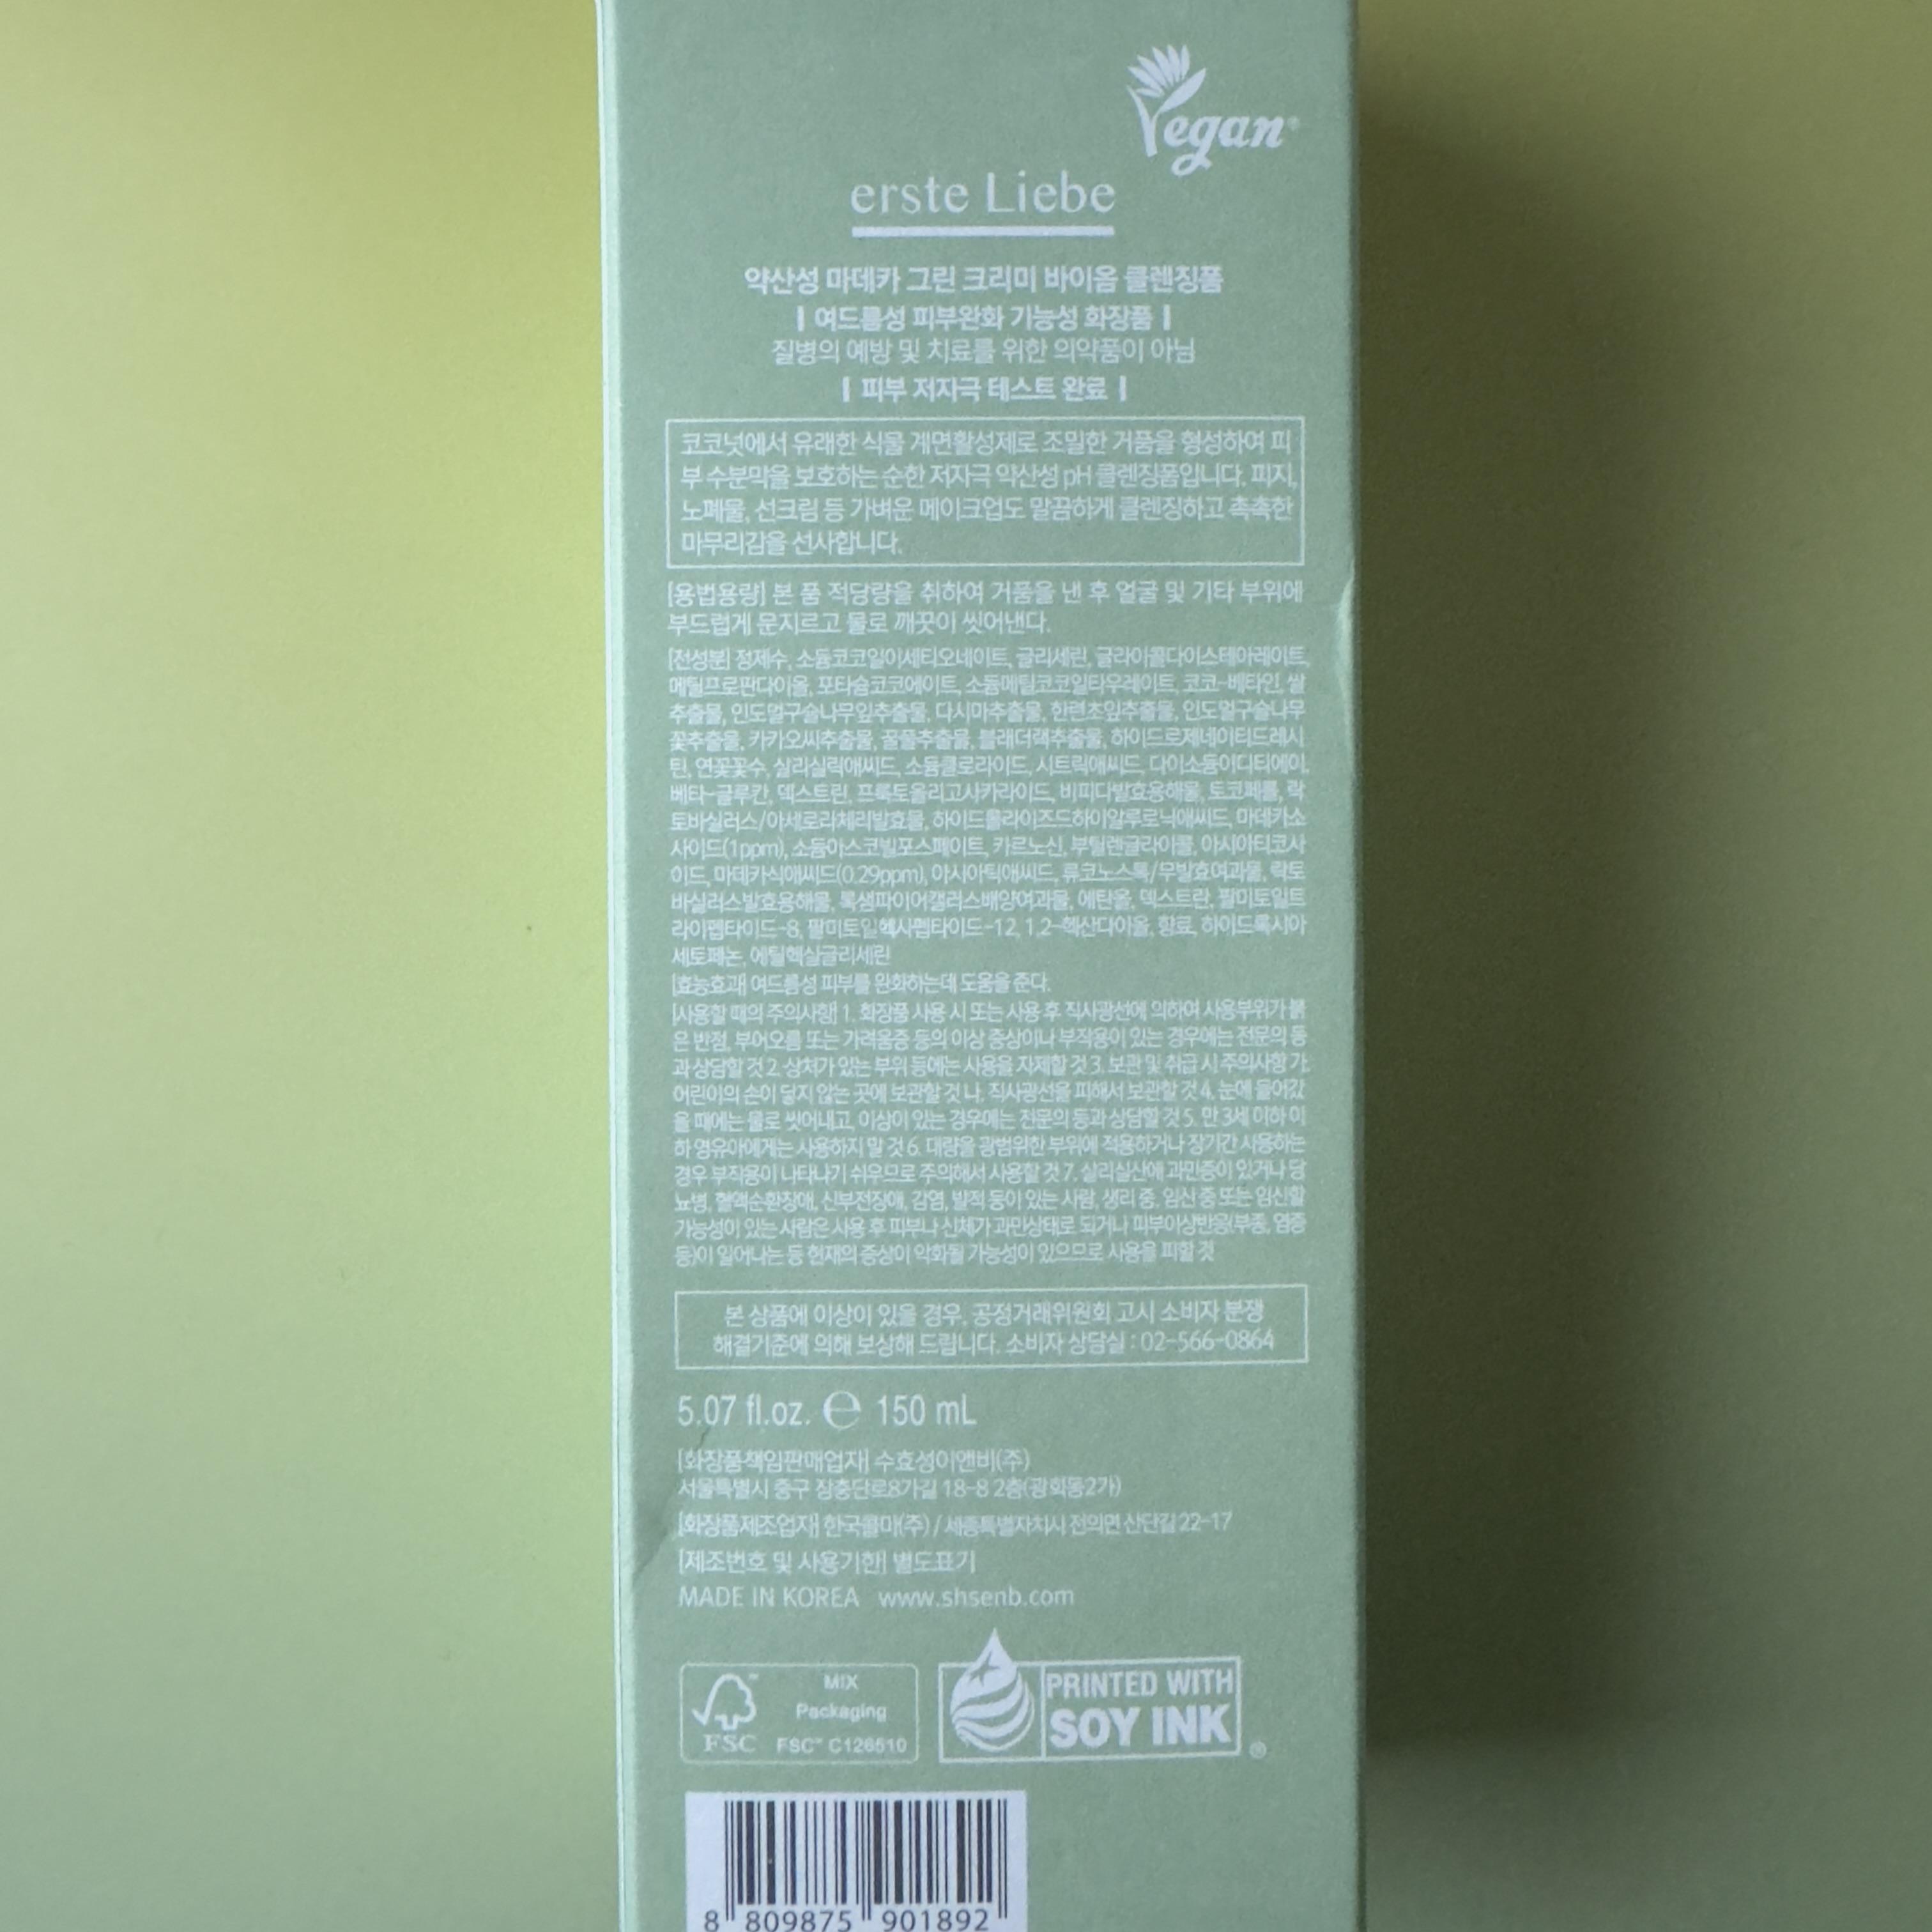 Vegan
erste Liebe
약산성 마데카 그린 크리미 바이옴 클렌징폼
| 여드름성 피부완화 기능성 화장품 |
질병의 예방 및 치료를 위한 의약품이 아님
| 피부 저자극 테스트 완료 |
코코넛에서 유래한 식물 계면활성제로 조밀한 거품을 형성하여 피
부 수분막을 보호하는 순한 저자극 약산성 pH 클렌징폼입니다. 피지,
노폐물, 선크림 등 가벼운 메이크업도 말끔하게 클렌징하고 촉촉한
마무리감을 선사합니다.
[용법용량] 본 품 적당량을 취하여 거품을 낸 후 얼굴 및 기타 부위에
부드럽게 문지르고 물로 깨끗이 씻어낸다.
[전성분] 정제수, 소듐코코일이세티오네이트, 글리세린, 글라이콜다이스테아레이트,
메틸프로판다이올, 포타슘코코에이트, 소듐메틸코코일타우레이트, 코코-베타인, 쌀
추출물, 인도멀구슬나무잎추출물, 다시마추출물, 한련초잎추출물, 인도멀구슬나무
꽃추출물, 카카오씨추출물, 꿀풀추출물, 블래더랙추출물, 하이드로제네이티드레시
틴, 연꽃꽃수, 살리실릭애씨드, 소듐클로라이드, 시트릭애씨드, 다이소듐이디티에이,
베타-글루칸, 덱스트린, 프룩토올리고사카라이드, 비피다발효용해물, 토코페롤, 락
토바실러스/아세로라체리발효물, 하이드롤라이즈드하이알루로닉애씨드, 마데카소
사이드(1ppm), 소듐아스코빌포스페이트, 카르노신, 부틸렌글라이콜, 아시아티코사
이드, 마데카식애씨드(0.29ppm), 아시아틱애씨드, 류코노스톡/무발효여과물, 락토
바실러스발효용해물, 록샘파이어캘러스배양여과물, 에탄올, 덱스트란, 팔미토일트
라이펩타이드-8, 팔미토일헥사펩타이드-12, 1,2-헥산다이올, 향료, 하이드록시아
세토페논, 에틸헥실글리세린
[효능효과] 여드름성 피부를 완화하는데 도움을 준다.
[사용할 때의 주의사항] 1. 화장품 사용 시 또는 사용 후 직사광선에 의하여 사용부위가 붉
은 반점, 부어오름 또는 가려움증 등의 이상 증상이나 부작용이 있는 경우에는 전문의 등
과 상담할 것 2. 상처가 있는 부위 등에는 사용을 자제할 것 3. 보관 및 취급 시 주의사항 가.
어린이의 손이 닿지 않는 곳에 보관할 것 나. 직사광선을 피해서 보관할 것 4. 눈에 들어갔
을 때에는 물로 씻어내고, 이상이 있는 경우에는 전문의 등과 상담할 것 5. 만 3세 이하 이
하 영유아에게는 사용하지 말 것 6. 대량을 광범위한 부위에 적용하거나 장기간 사용하는
경우 부작용이 나타나기 쉬우므로 주의해서 사용할 것 7. 살리실산에 과민증이 있거나 당
뇨병, 혈액순환장애, 신부전장애, 감염, 발적 등이 있는 사람, 생리 중, 임신 중 또는 임신할
가능성이 있는 사람은 사용 후 피부나 신체가 과민상태로 되거나 피부이상반응(부종, 염증
등)이 일어나는 등 현재의 증상이 악화될 가능성이 있으므로 사용을 피할 것
본 상품에 이상이 있을 경우, 공정거래위원회 고시 소비자 분쟁
해결기준에 의해 보상해 드립니다. 소비자 상담실 : 02-566-0864
5.07 fl.oz. ℮ 150 mL
[화장품책임판매업자] 수효성이앤비(주)
서울특별시 중구 장충단로8가길 18-8 2층(광희동2가)
[화장품제조업자] 한국콜마(주) / 세종특별자치시 전의면 산단길 22-17
[제조번호 및 사용기한] 별도표기
MADE IN KOREA www.shsenb.com
MIX
Packaging
FSC FSC™ C126510
PRINTED WITH
SOY INK
8 809875 901892